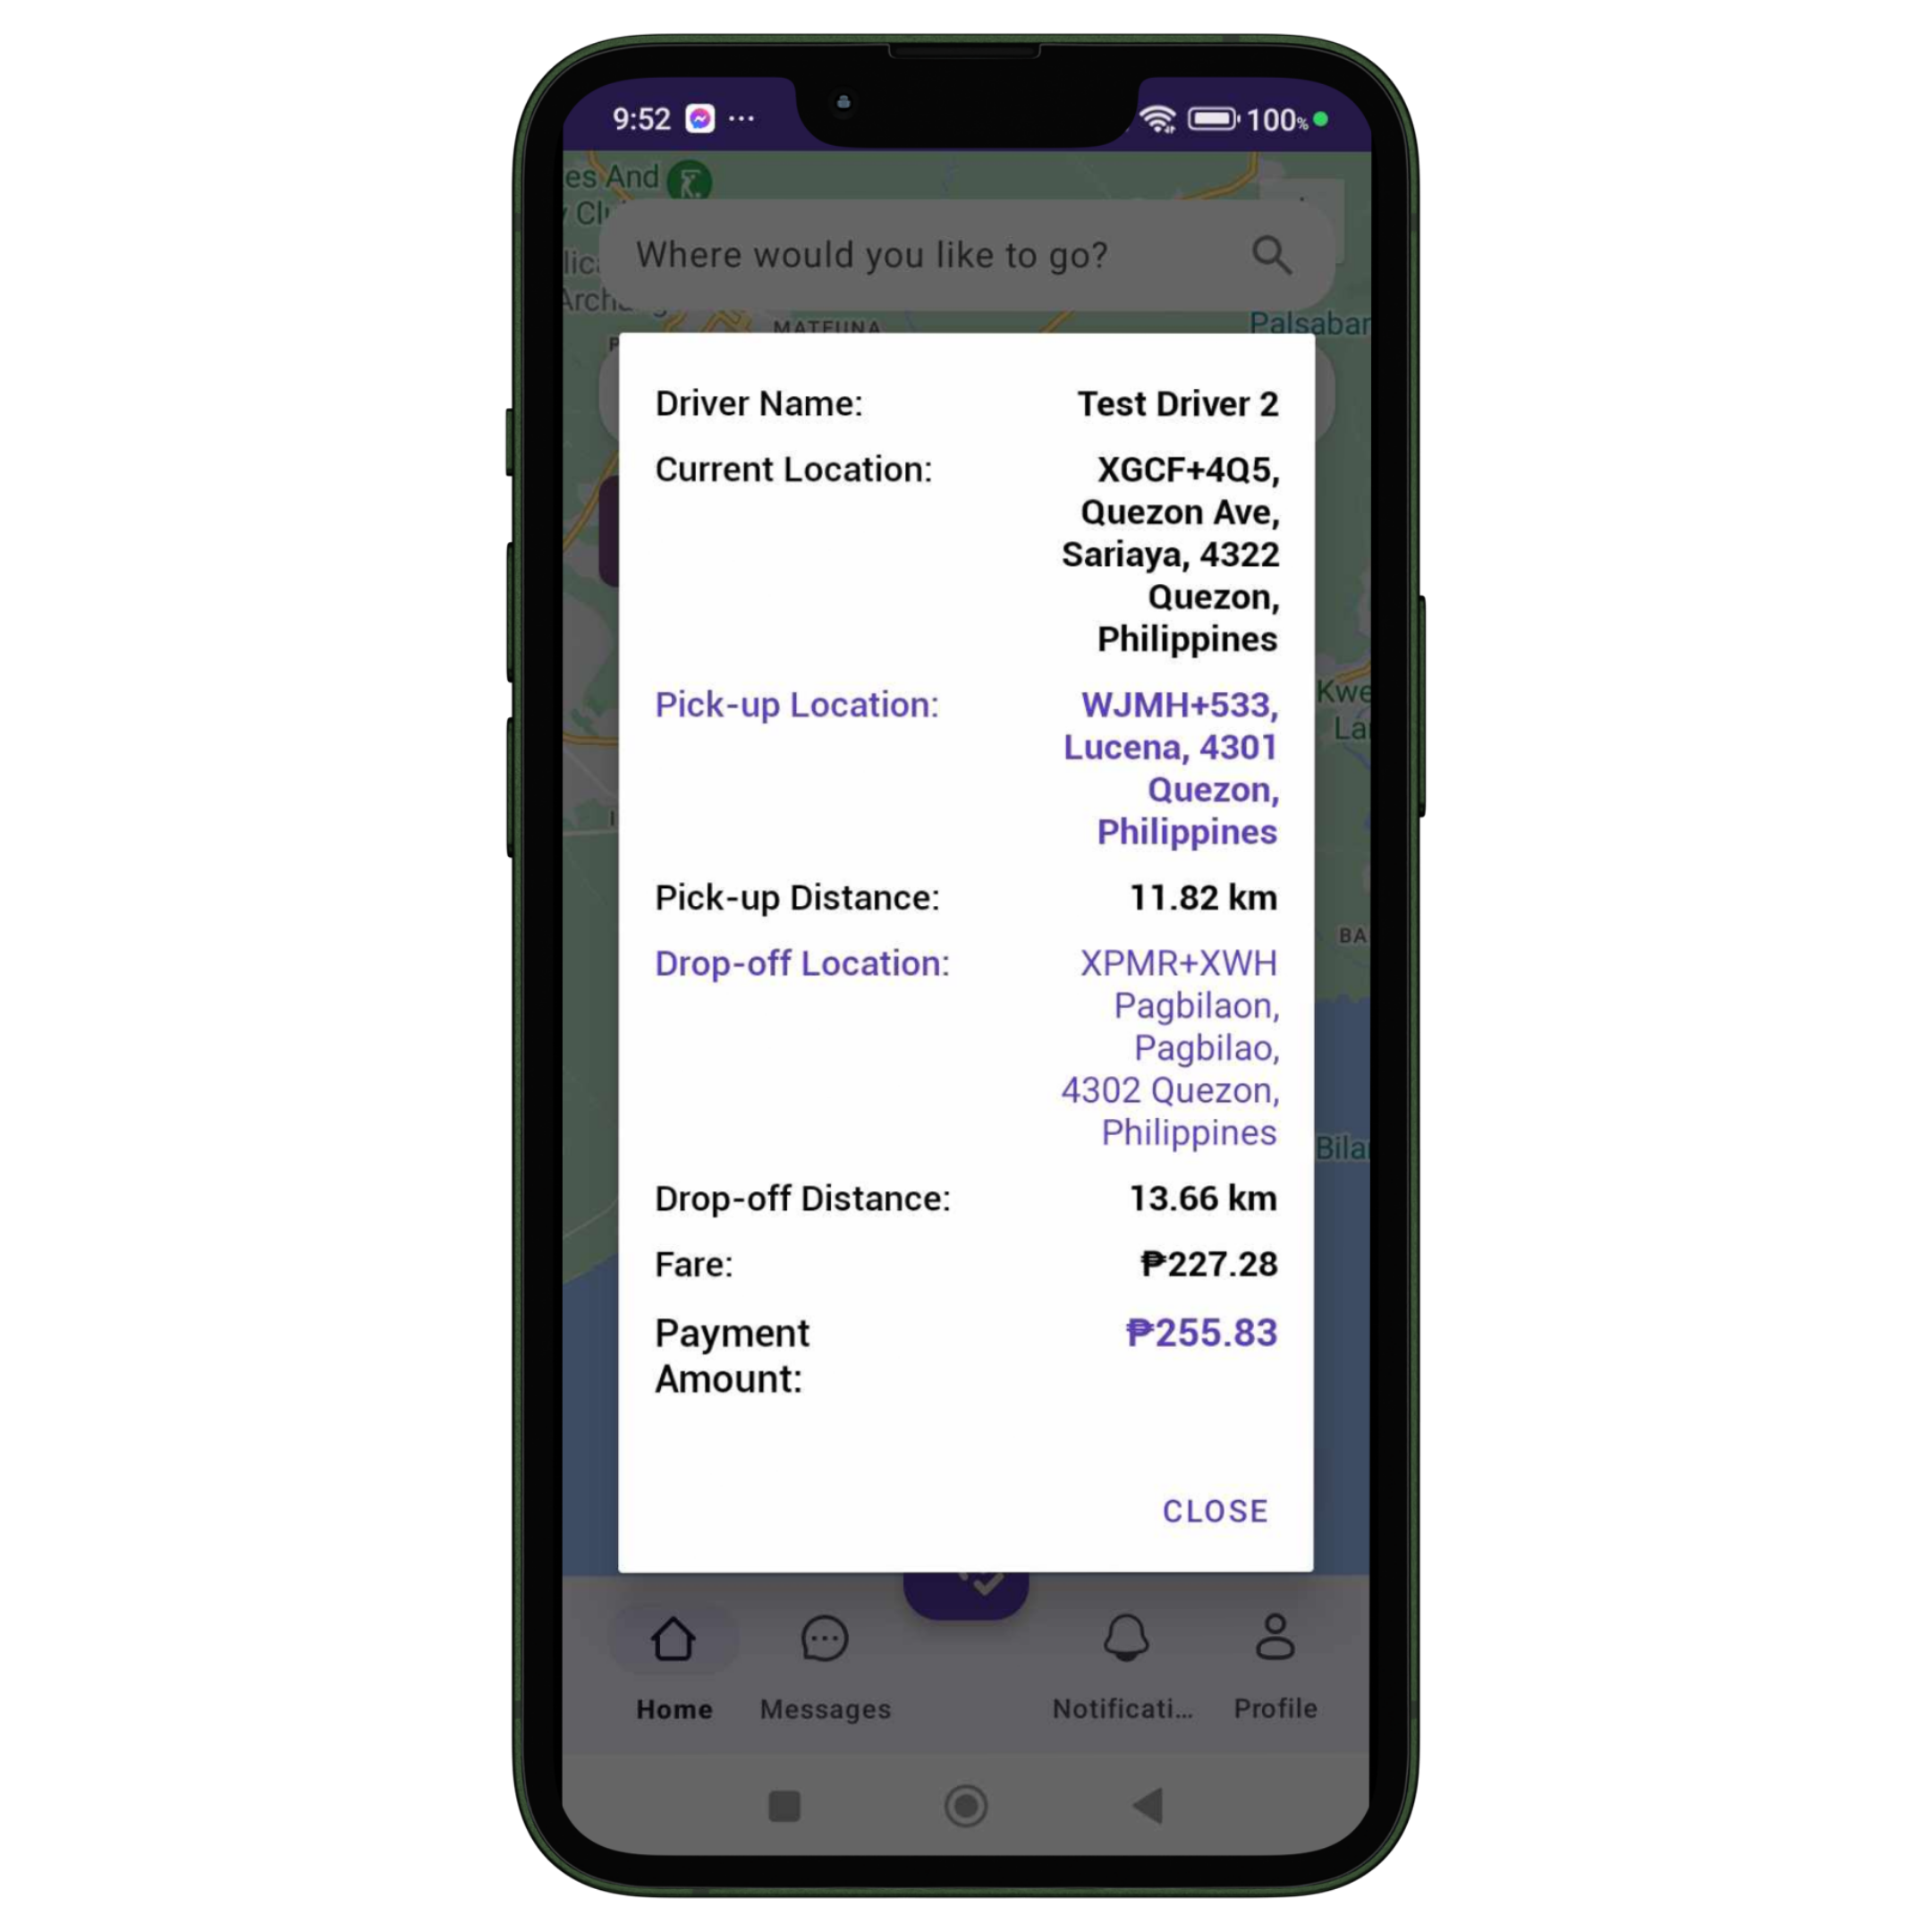 9:52
100%
es And
y Clu
lica
Where would you like to go?
Arch
MATEUNA
Palsabar
Driver Name: Test Driver 2
Current Location: XGCF+4Q5,
Quezon Ave,
Sariaya, 4322
Quezon,
Philippines
Pick-up Location: WJMH+533,
Lucena, 4301
Quezon,
Philippines
Kwe
La
Pick-up Distance: 11.82 km
BA
Drop-off Location: XPMR+XWH
Pagbilaon,
Pagbilao,
4302 Quezon,
Philippines
Bila
Drop-off Distance: 13.66 km
Fare: ₱227.28
Payment ₱255.83
Amount:
CLOSE
Home Messages Notificati... Profile